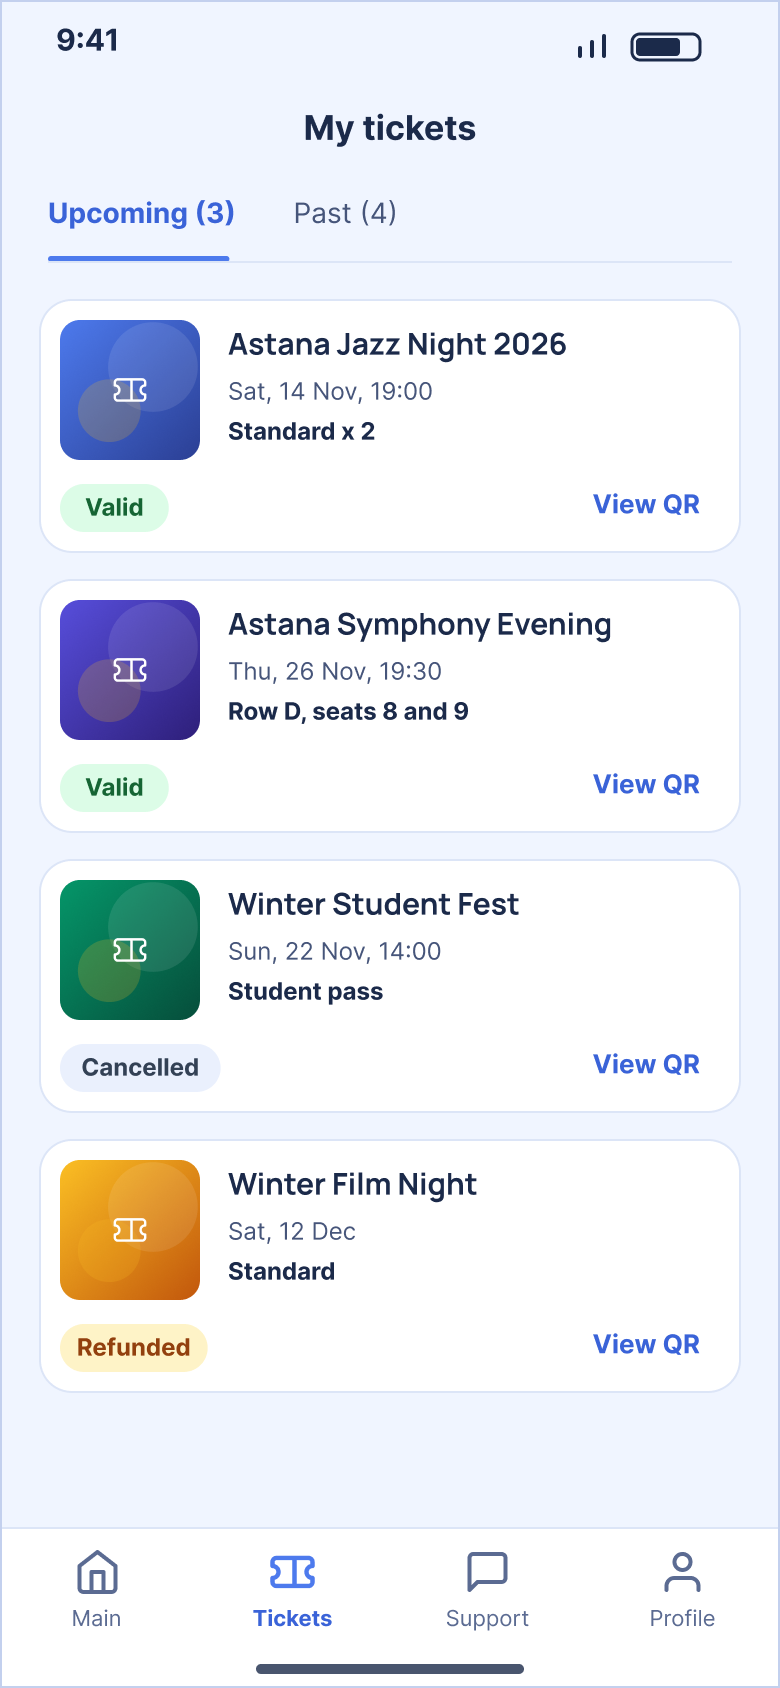 9:41
My tickets
Upcoming (3)
Past (4)
Astana Jazz Night 2026
Sat, 14 Nov, 19:00
Standard x 2
Valid
View QR
Astana Symphony Evening
Thu, 26 Nov, 19:30
Row D, seats 8 and 9
Valid
View QR
Winter Student Fest
Sun, 22 Nov, 14:00
Student pass
Cancelled
View QR
Winter Film Night
Sat, 12 Dec
Standard
Refunded
View QR
Main
Tickets
Support
Profile